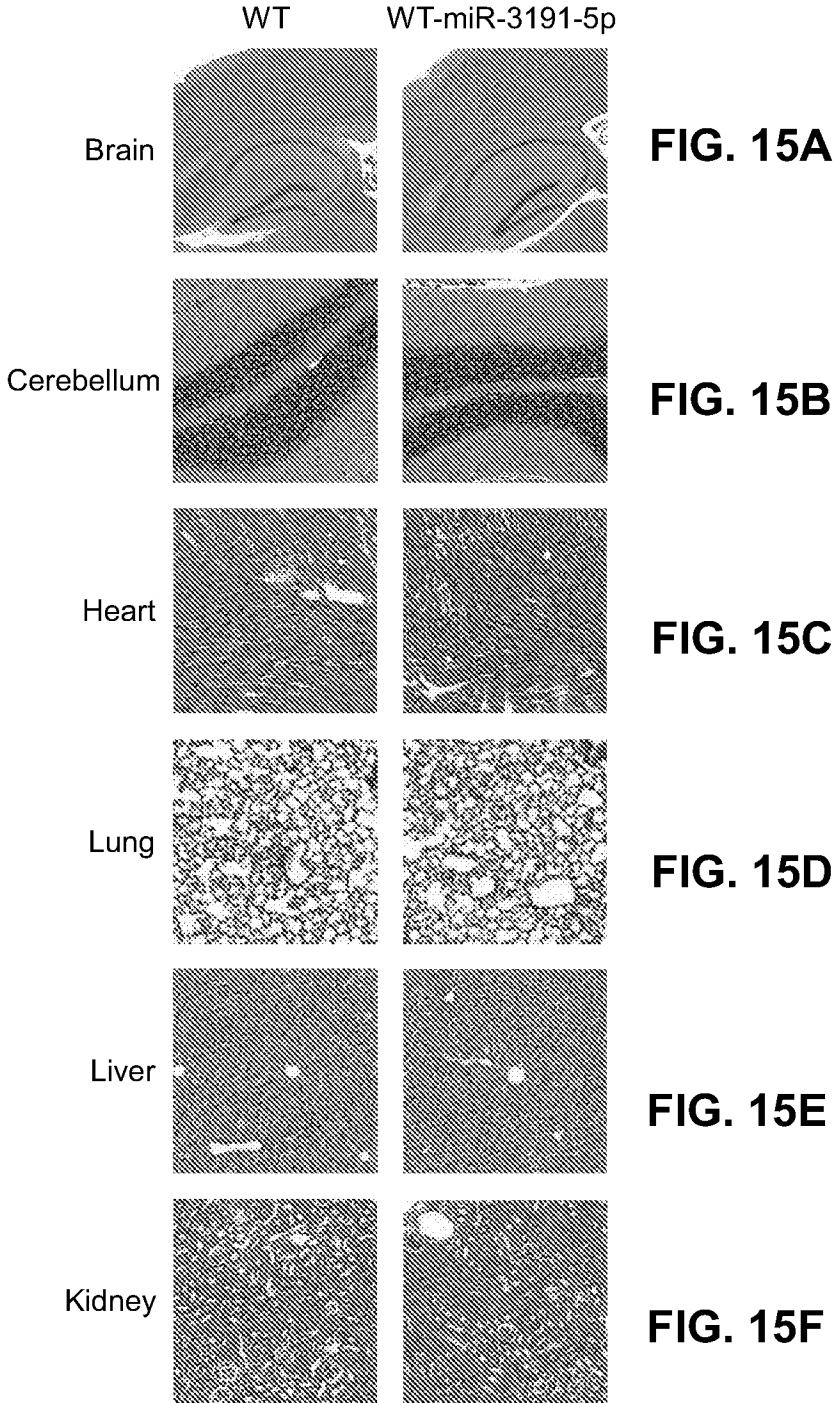 WT WT-miR-3191-5p
Brain FIG. 15A
Cerebellum FIG. 15B
Heart FIG. 15C
Lung FIG. 15D
Liver FIG. 15E
Kidney FIG. 15F